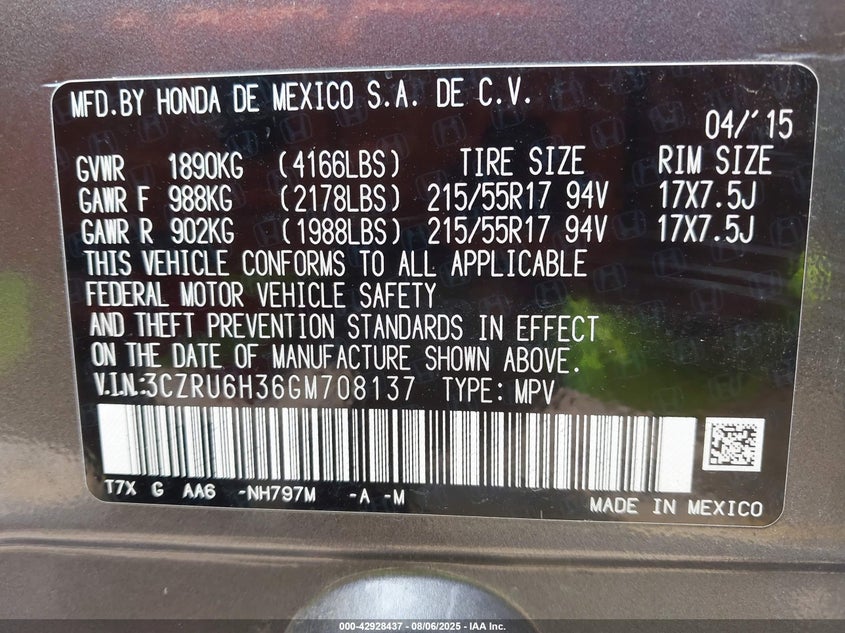 MFD.BY HONDA DE MEXICO S.A. DE C.V.
04/'15
GVWR 1890KG (4166LBS) TIRE SIZE RIM SIZE
GAWR F 988KG (2178LBS) 215/55R17 94V 17X7.5J
GAWR R 902KG (1988LBS) 215/55R17 94V 17X7.5J
THIS VEHICLE CONFORMS TO ALL APPLICABLE
FEDERAL MOTOR VEHICLE SAFETY
AND THEFT PREVENTION STANDARDS IN EFFECT
ON THE DATE OF MANUFACTURE SHOWN ABOVE.
V.I.N.:3CZRU6H36GM708137 TYPE: MPV
T7X G AA6 -NH797M -A -M
MADE IN MEXICO
000-42928437 - 08/06/2025 - IAA Inc.